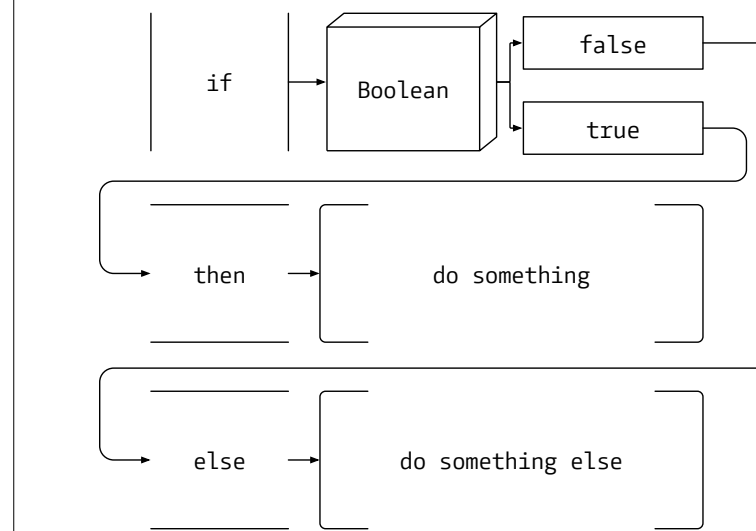 if
Boolean
false
true
then
do something
else
do something else